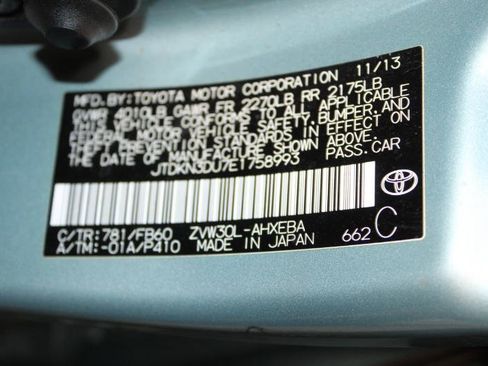 MFD. BY: TOYOTA MOTOR CORPORATION 11/13
GVWR 4010LB GAWR FR 2270LB RR 2175LB
THIS VEHICLE CONFORMS TO ALL APPLICABLE
FEDERAL MOTOR VEHICLE SAFETY, BUMPER, AND
THEFT PREVENTION STANDARDS IN EFFECT ON
THE DATE OF MANUFACTURE SHOWN ABOVE.
JTDKN3DU7E1758993 PASS. CAR
C/TR: 781/FB60 ZVW30L-AHXEBA
A/TM: -01A/P410 MADE IN JAPAN 662 C